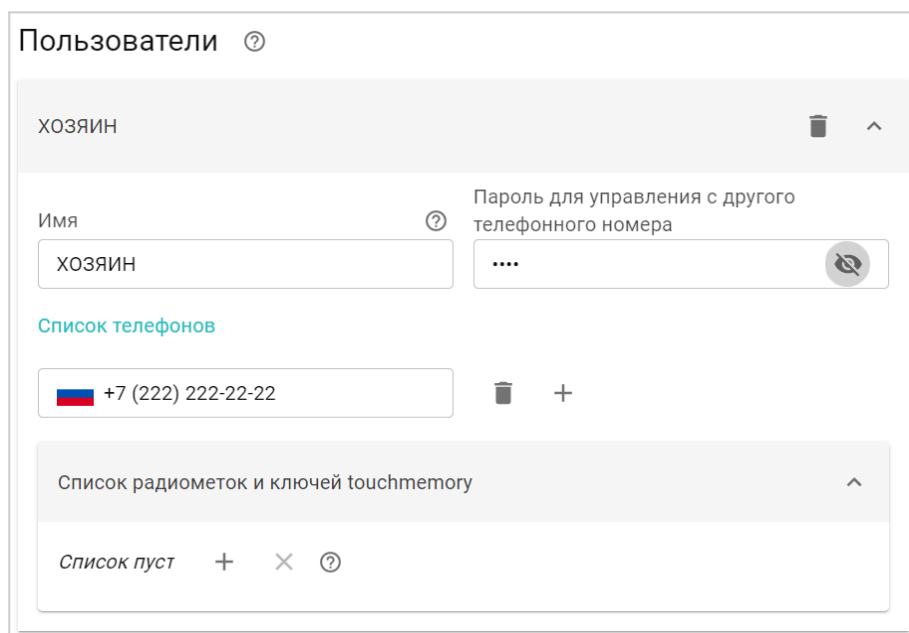 Пользователи
ХОЗЯИН
Пароль для управления с другого
Имя телефонного номера
ХОЗЯИН ••••
Список телефонов
+7 (222) 222-22-22
Список радиометок и ключей touchmemory
Список пуст